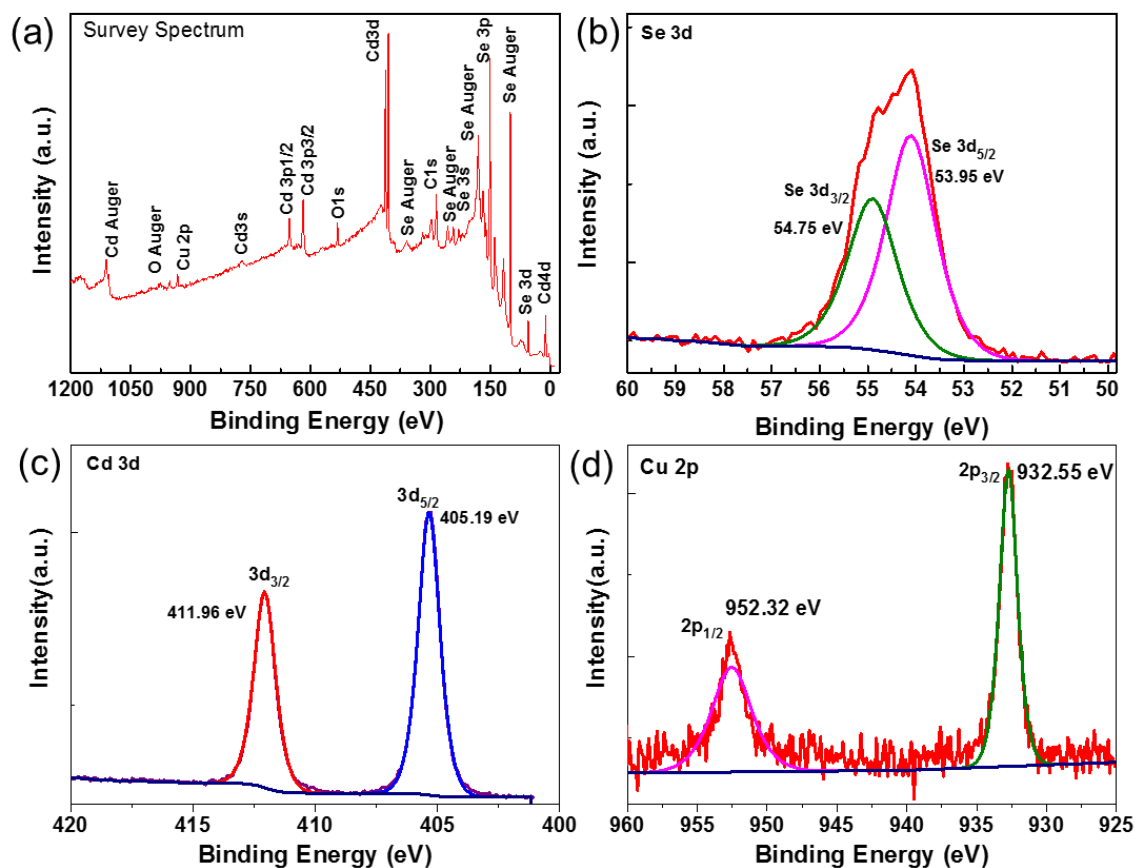 (a)
Survey Spectrum
Intensity (a.u.)
Cd Auger
O Auger
Cu 2p
Cd3s
Cd 3p1/2
Cd 3p3/2
O1s
Cd3d
Se Auger
C1s
Se Auger
Se 3s
Se Auger
Se 3p
Se Auger
Se 3d
Cd4d
1200 1050 900 750 600 450 300 150 0
Binding Energy (eV)
(b)
Se 3d
Intensity (a.u.)
Se 3d5/2
53.95 eV
Se 3d3/2
54.75 eV
60 59 58 57 56 55 54 53 52 51 50
Binding Energy (eV)
(c)
Cd 3d
Intensity (a.u.)
3d5/2
405.19 eV
3d3/2
411.96 eV
420 415 410 405 400
Binding Energy (eV)
(d)
Cu 2p
Intensity(a.u.)
2p3/2
932.55 eV
952.32 eV
2p1/2
960 955 950 945 940 935 930 925
Binding Energy (eV)